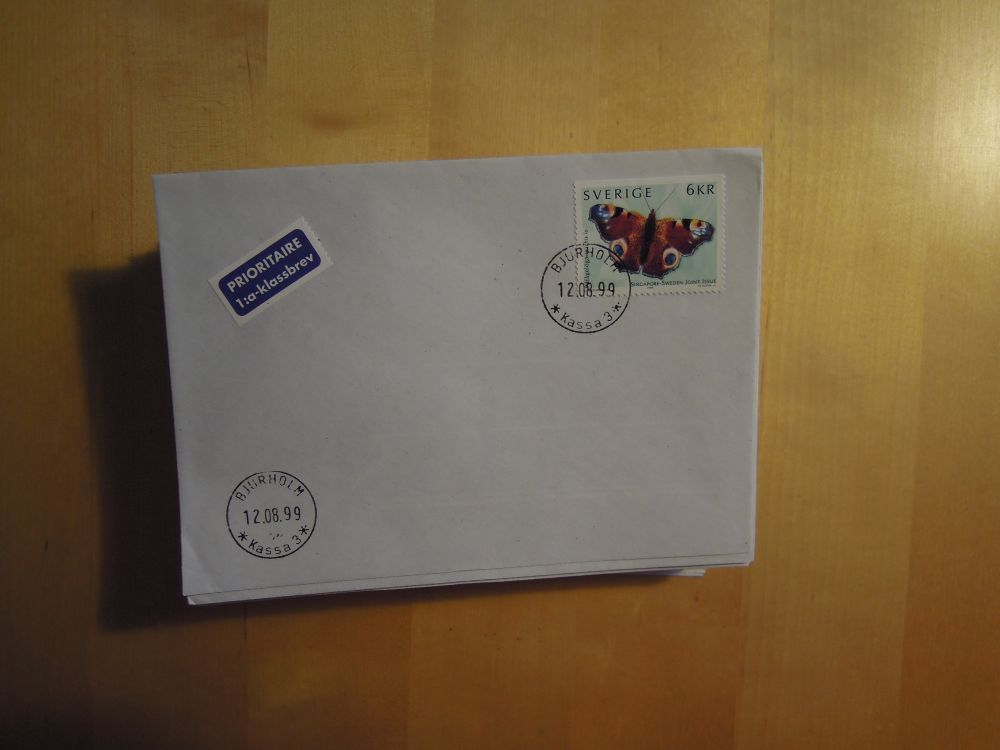 SVERIGE 6KR
SINGAPORE-SWEDEN JOINT ISSUE
PRIORITAIRE
1:a-klassbrev
BJURHOLM
12.08.99
*Kassa 3*
BJURHOLM
12.08.99
*Kassa 3*